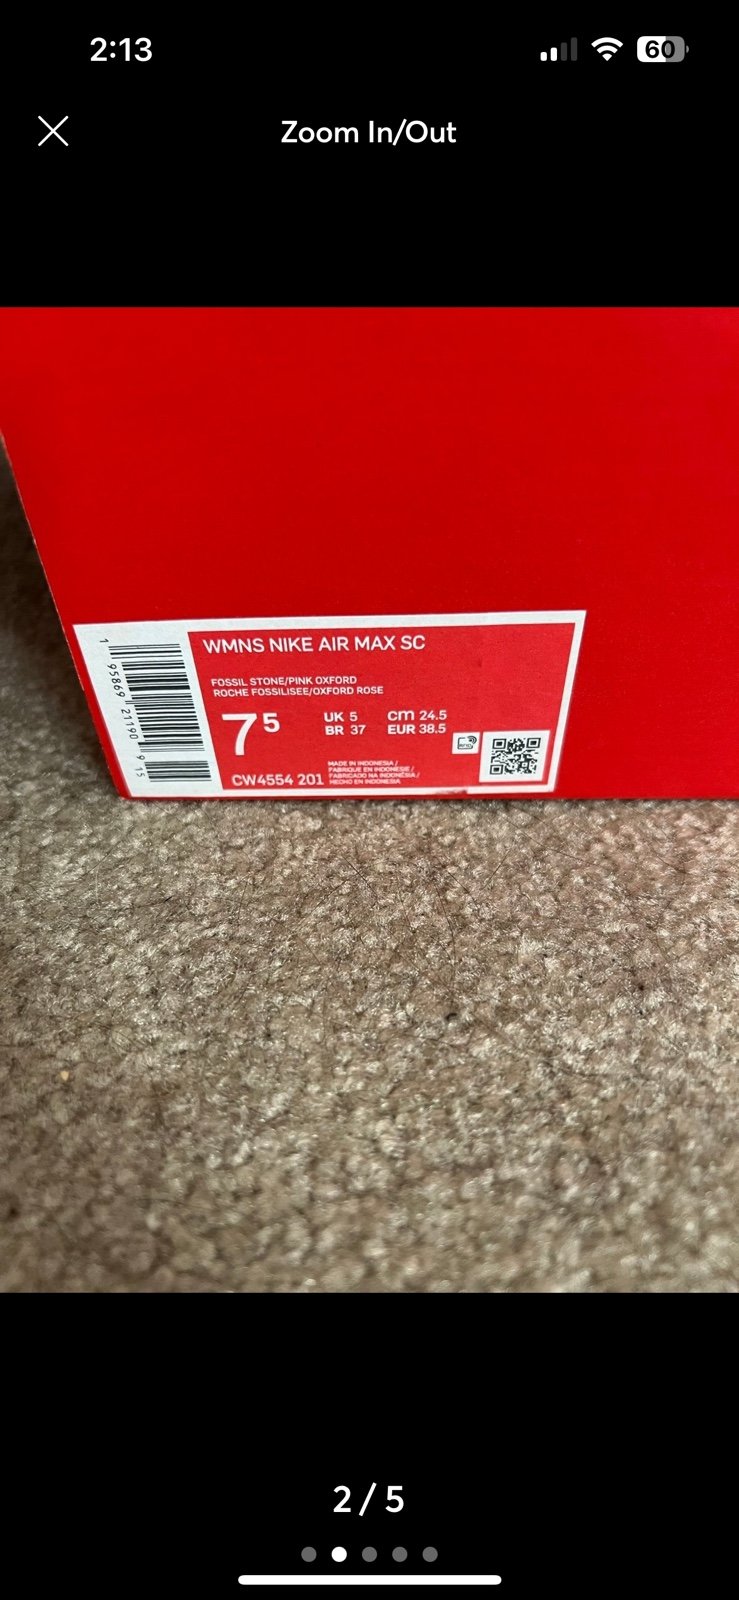 2:13
60
Zoom In/Out
WMNS NIKE AIR MAX SC
FOSSIL STONE/PINK OXFORD
ROCHE FOSSILISEE/OXFORD ROSE
7 5
UK 5 cm 24.5
BR 37 EUR 38.5
MADE IN INDONESIA /
FABRIQUE EN INDONESIE /
FABRICADO NA INDONÉSIA /
HECHO EN INDONESIA
CW4554 201
1 95869 21190 9 15
2 / 5